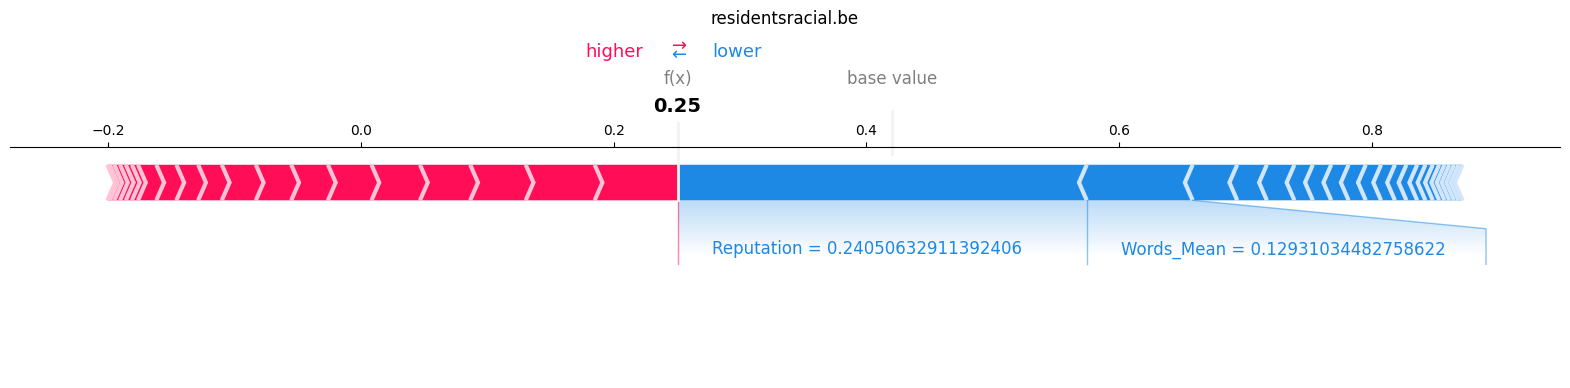 residentsracial.be
higher ⇄ lower
f(x) base value
0.25
−0.2 0.0 0.2 0.4 0.6 0.8
Reputation = 0.24050632911392406 Words_Mean = 0.12931034482758622